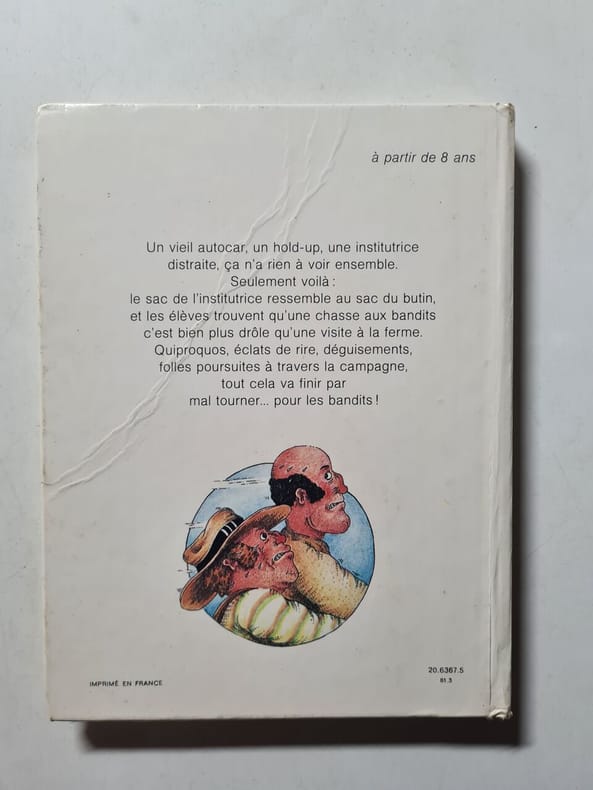 à partir de 8 ans
Un vieil autocar, un hold-up, une institutrice
distraite, ça n'a rien à voir ensemble.
Seulement voilà :
le sac de l'institutrice ressemble au sac du butin,
et les élèves trouvent qu'une chasse aux bandits
c'est bien plus drôle qu'une visite à la ferme.
Quiproquos, éclats de rire, déguisements,
folles poursuites à travers la campagne,
tout cela va finir par
mal tourner... pour les bandits !
20.6367.5
IMPRIMÉ EN FRANCE
81.3